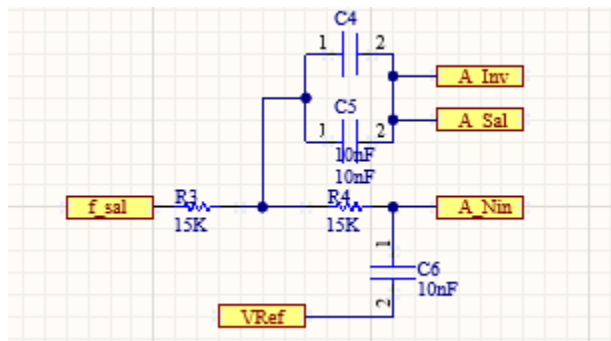 C4
1 2
A_Inv
C5
A_Sal
1 2
10nF
10nF
f_sal
R3
15K
R4
15K
A_Nin
1
C6
10nF
2
VRef